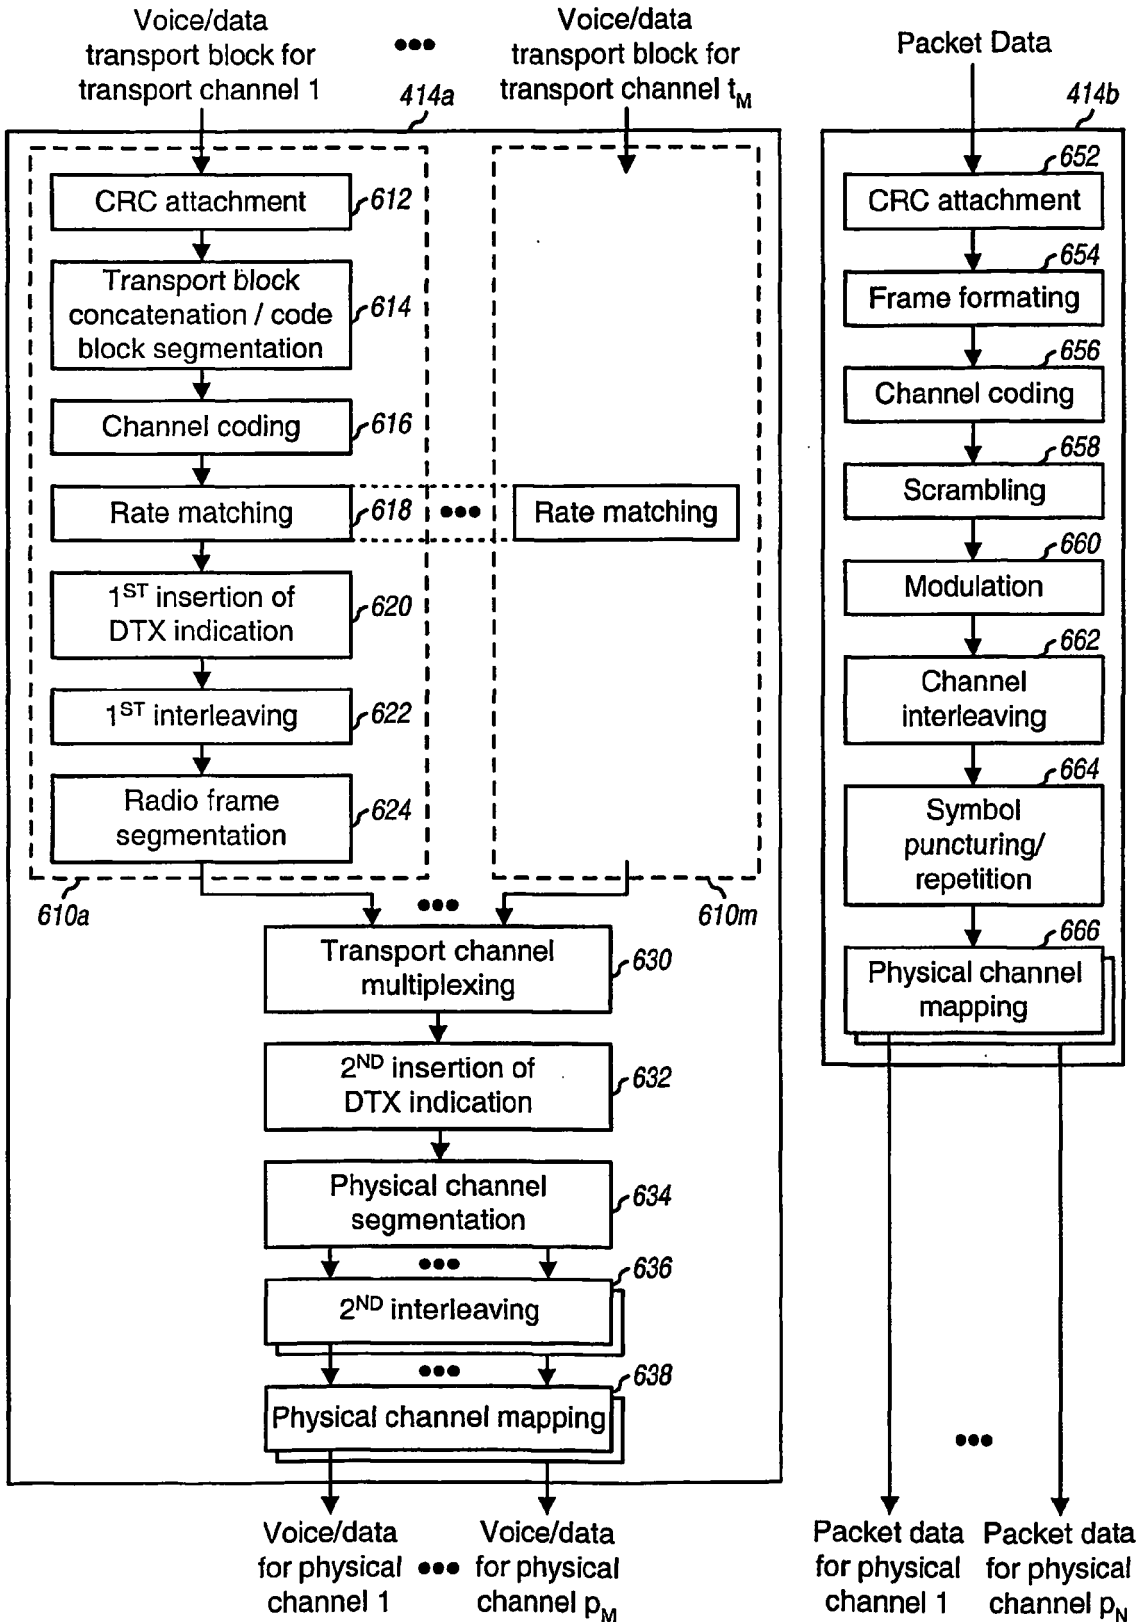 Voice/data
transport block for
transport channel 1
Voice/data
transport block for
transport channel tM
Packet Data
414a
414b
CRC attachment
612
Transport block
concatenation / code
block segmentation
614
Channel coding
616
Rate matching
618
Rate matching
1ST insertion of
DTX indication
620
1ST interleaving
622
Radio frame
segmentation
624
610a
610m
Transport channel
multiplexing
630
2ND insertion of
DTX indication
632
Physical channel
segmentation
634
636
2ND interleaving
638
Physical channel mapping
Voice/data
for physical
channel 1
Voice/data
for physical
channel pM
652
CRC attachment
654
Frame formating
656
Channel coding
658
Scrambling
660
Modulation
662
Channel
interleaving
664
Symbol
puncturing/
repetition
666
Physical channel
mapping
Packet data
for physical
channel 1
Packet data
for physical
channel pN